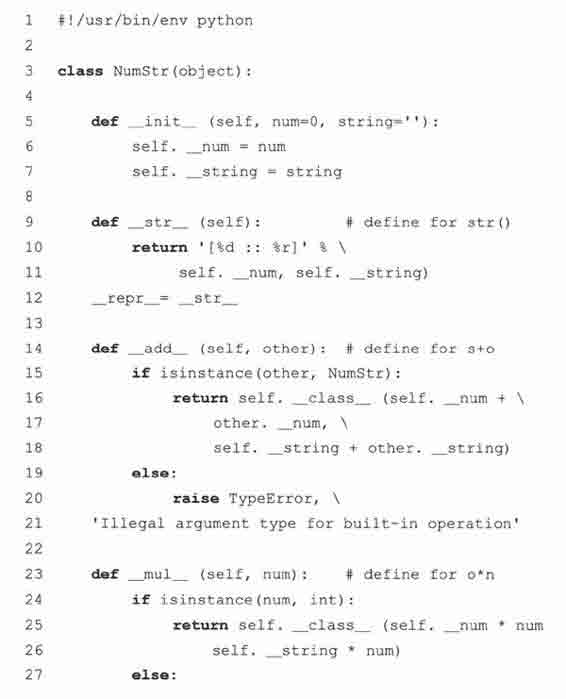 1 #!/usr/bin/env python
2
3 class NumStr(object):
4
5 def __init__ (self, num=0, string=''):
6 self. __num = num
7 self. __string = string
8
9 def __str__ (self): # define for str()
10 return '[%d :: %r]' % \
11 self. __num, self. __string)
12 __repr__= __str__
13
14 def __add__ (self, other): # define for s+o
15 if isinstance(other, NumStr):
16 return self. __class__ (self. __num + \
17 other. __num, \
18 self. __string + other. __string)
19 else:
20 raise TypeError, \
21 'Illegal argument type for built-in operation'
22
23 def __mul__ (self, num): # define for o*n
24 if isinstance(num, int):
25 return self. __class__ (self. __num * num
26 self. __string * num)
27 else: